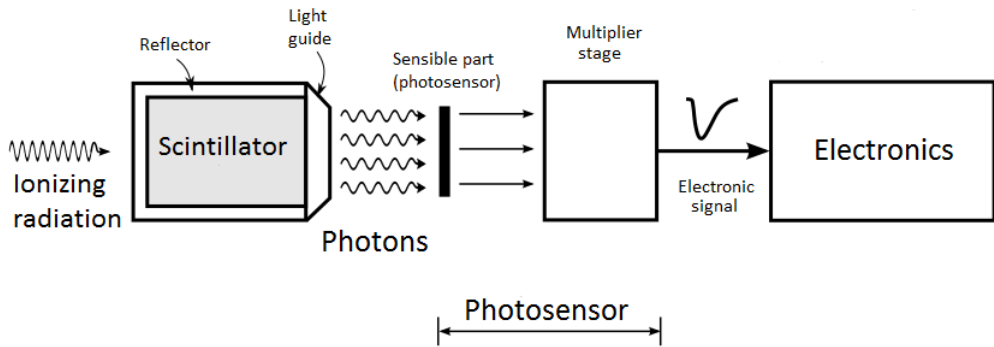 Light
guide
Reflector
Sensible part
(photosensor)
Multiplier
stage
Scintillator
Electronics
Ionizing
radiation
Electronic
signal
Photons
Photosensor